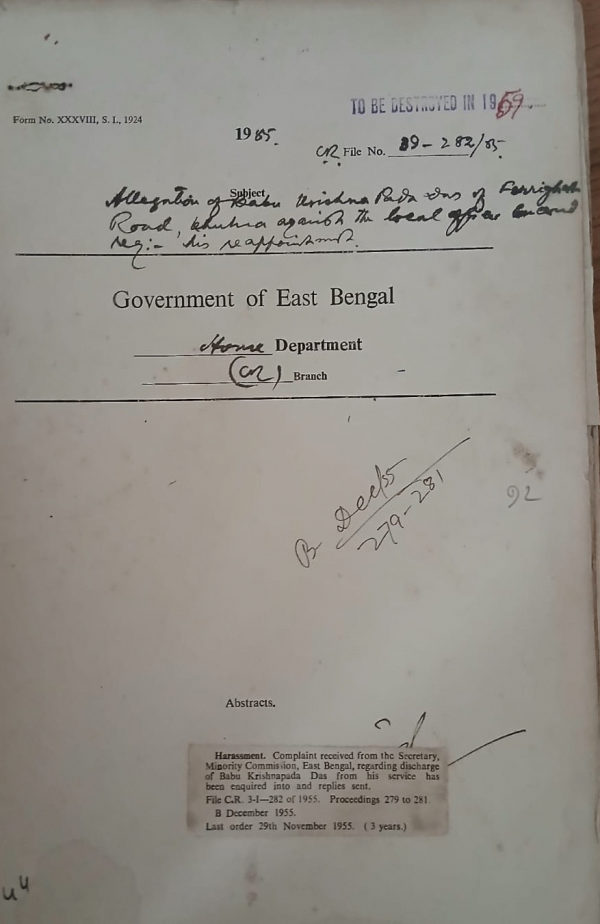 TO BE DESTROYED IN 1959
Form No. XXXVIII, S. I., 1924
1955.
CR File No. 39-282/55.
Subject
Allegation of Babu Krishna Pada Das of Ferrighat
Road, Khulna against the local officer
reg:- his reappointment.
Government of East Bengal
Home Department
(CR) Branch
B Dec/55
279-281
92
Abstracts.
Harassment. Complaint received from the Secretary,
Minority Commission, East Bengal, regarding discharge
of Babu Krishnapada Das from his service has
been enquired into and replies sent.
File C.R. 3-I—282 of 1955. Proceedings 279 to 281
B December 1955.
Last order 29th November 1955. (3 years.)